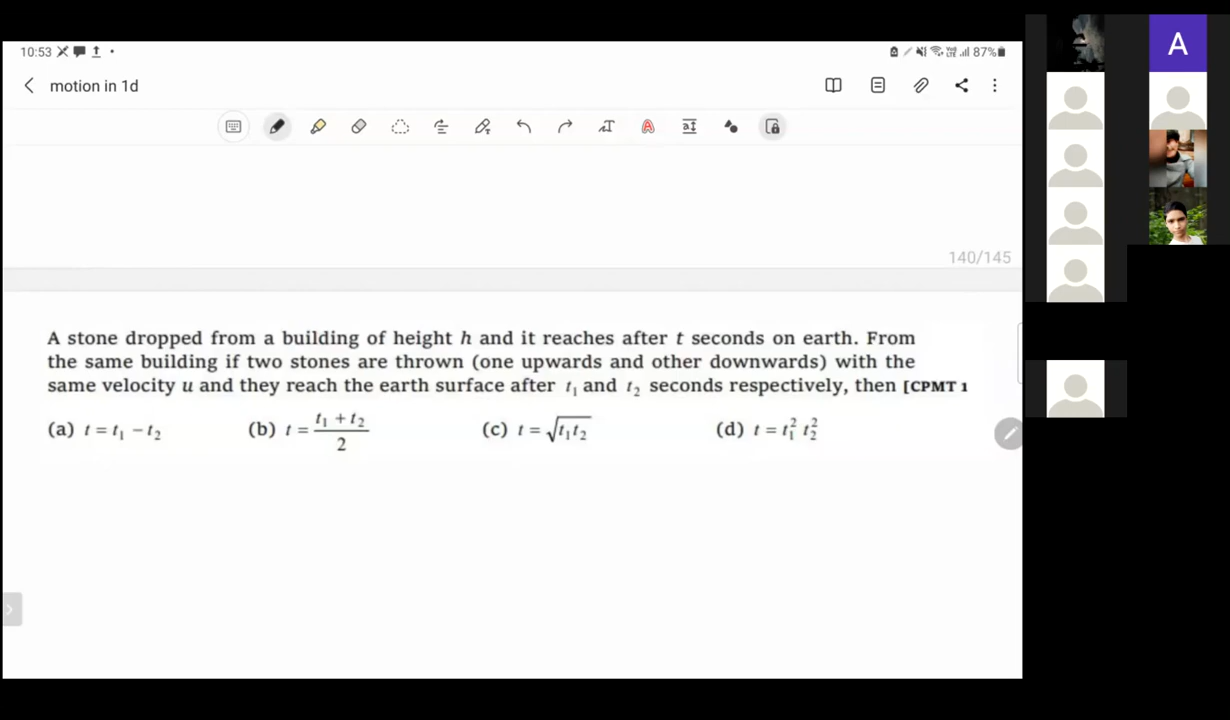 10:53
87%
motion in 1d
140/145
A stone dropped from a building of height h and it reaches after t seconds on earth. From
the same building if two stones are thrown (one upwards and other downwards) with the
same velocity u and they reach the earth surface after t₁ and t₂ seconds respectively, then [CPMT 1
(a) t = t₁ − t₂ (b) t = (t₁ + t₂)/2 (c) t = √t₁t₂ (d) t = t₁² t₂²
A